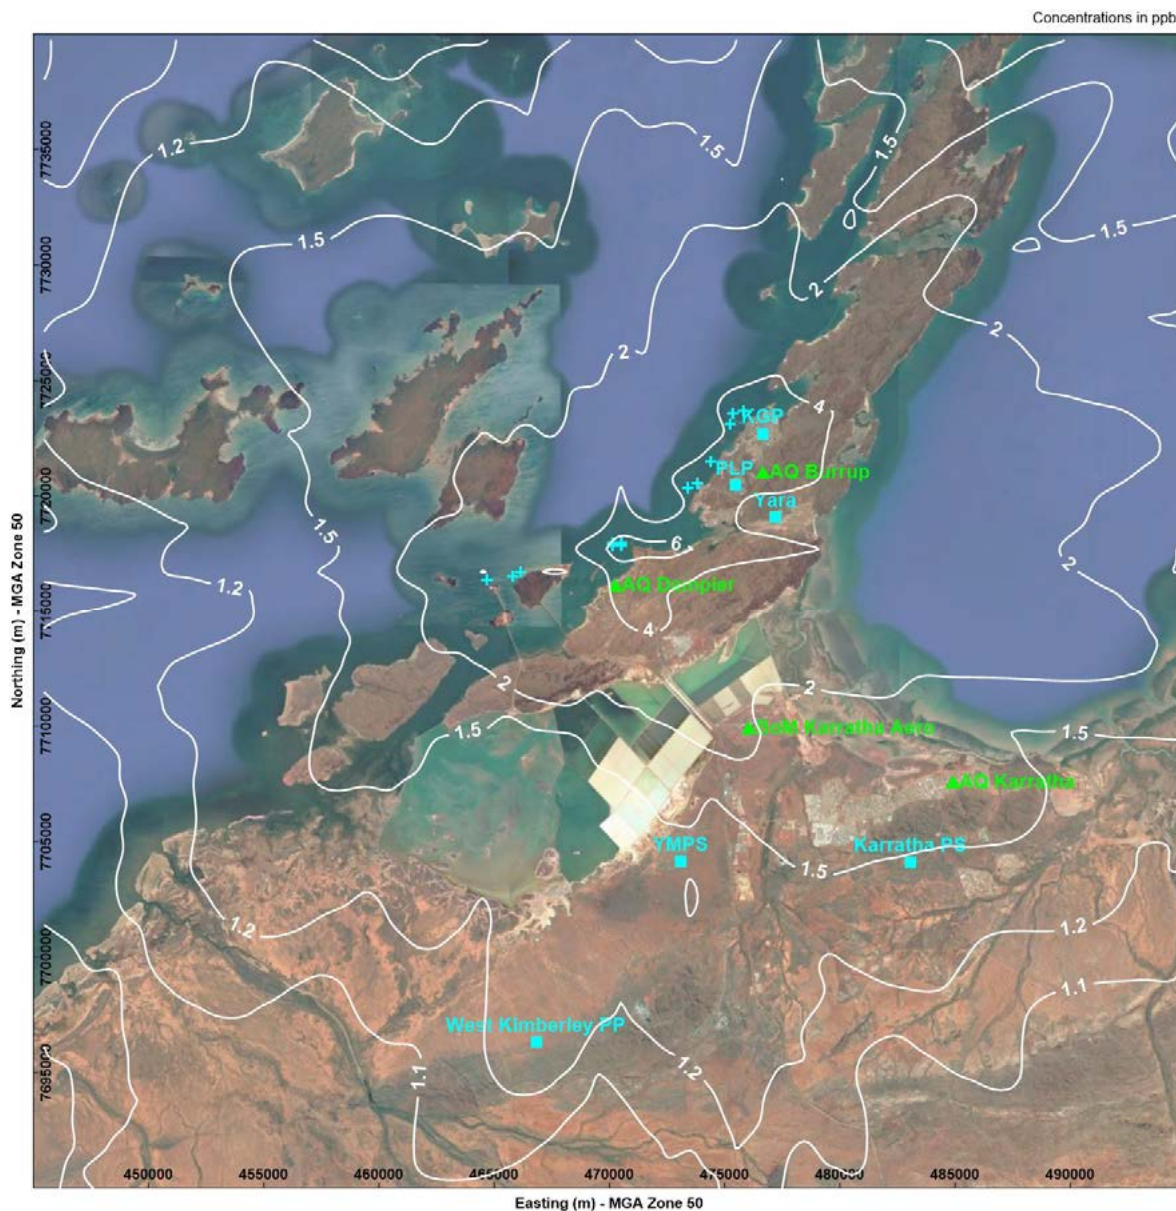 Concentrations in ppb
7735000
7730000
7725000
7720000
7715000
7710000
7705000
7700000
7695000
Northing (m) - MGA Zone 50
1.2
1.5
1.5
1.5
1.5
2
2
2
2
4
KGP
PLP
AQ Burrup
Yara
1.5
1.2
6
AQ Dampier
4
2
2
1.5
1.5
BoM Karratha Aero
AQ Karratha
YMPS
Karratha PS
1.5
1.2
1.2
1.1
West Kimberley PP
1.2
1.1
450000 455000 460000 465000 470000 475000 480000 485000 490000
Easting (m) - MGA Zone 50